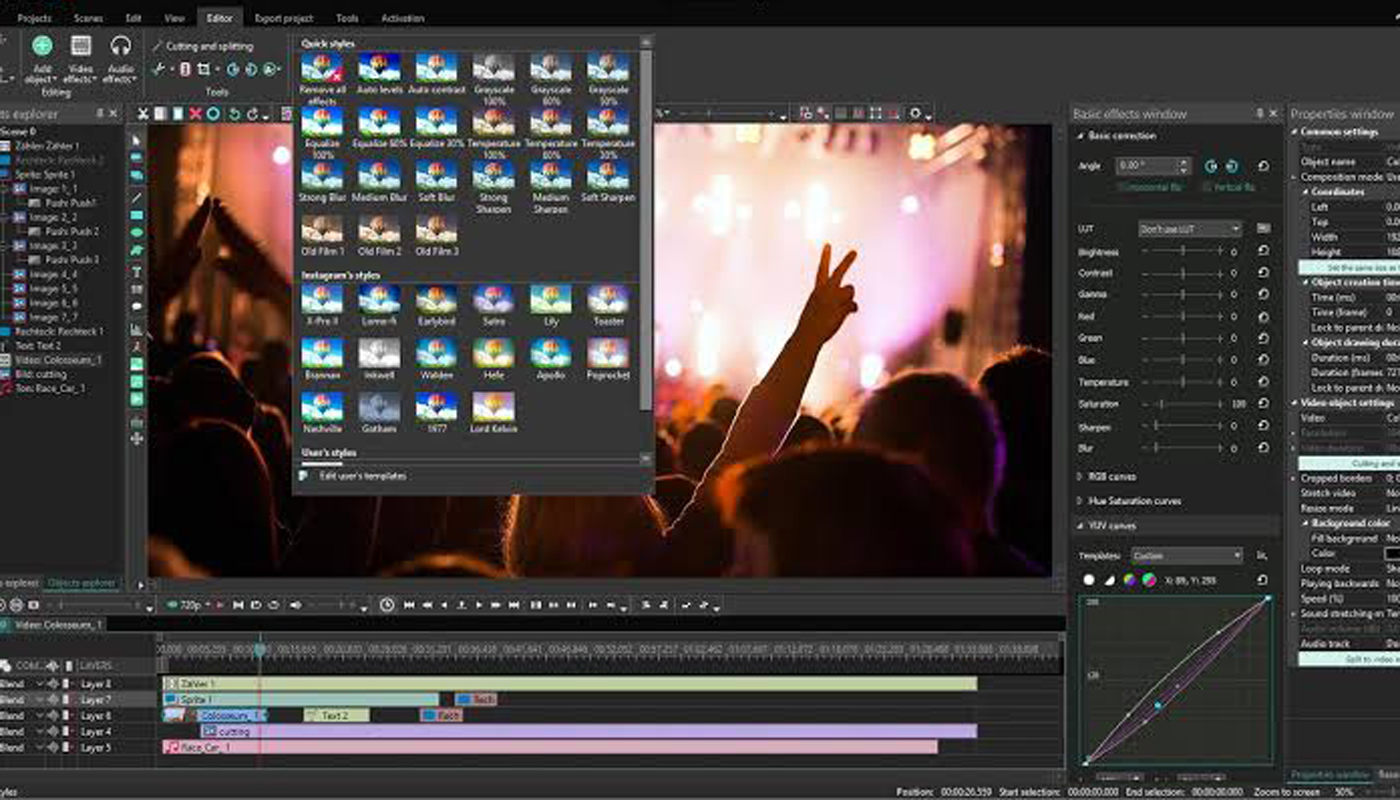 Projects Scenes Edit View Editor Export project Tools Activation
Add object Video effects Audio effects
Editing
Cutting and splitting
Tools
Quick styles
Remove all effects Auto levels Auto contrast Grayscale 100% Grayscale 60% Grayscale 30%
Equalize 100% Equalize 60% Equalize 30% Temperature 100% Temperature 60% Temperature 30%
Strong Blur Medium Blur Soft Blur Strong Sharpen Medium Sharpen Soft Sharpen
Old Film 1 Old Film 2 Old Film 3
Instagram's styles
X-Pro II Lomo-fi Earlybird Sutro Lily Toaster
Brannan Inkwell Walden Hefe Apollo Poprocket
Nashville Gotham 1977 Lord Kelvin
User's styles
Edit user's templates
explorer
Scene 0
Zähler: Zähler 1
Rechteck: Rechteck 2
Sprite: Sprite 1
Image: 1_1
Push: Push 1
Image: 2_2
Push: Push 2
Image: 3_3
Push: Push 3
Image: 4_4
Image: 5_5
Image: 6_6
Image: 7_7
Rechteck: Rechteck 1
Text: Text 2
Video: Colosseum_1
Bild: cutting
Ton: Race_Car_1
explorer Objects explorer
Basic effects window
Basic correction
Angle 0.00 °
Horizontal flip Vertical flip
LUT Don't use LUT
Brightness 0
Contrast 0
Gamma 0
Red 0
Green 0
Blue 0
Temperature 0
Saturation 100
Sharpen 0
Blur 0
RGB curves
Hue Saturation curves
YUV curves
Templates: Custom
X: 89, Y: 255
255
128
Properties window
Common settings
Type
Object name
Composition mode
Coordinates
Left
Top
Width
Height
Set the same size as
Object creation time
Time (ms)
Time (frame)
Lock to parent
Object drawing
Duration (ms)
Duration (frames
Lock to parent
Video object settings
Video
Resolution
Cutting and
Cropped borders
Stretch video
Resize mode
Background color
Fill background
Color
Loop mode
Playing backwards
Speed (%)
Sound stretching
Audio track
Split to video
Properties window
720p
Video: Colosseum_1
LAYERS
Blend Layer 8 Zähler 1
Blend Layer 7 Sprite 1 Rech
Blend Layer 6 Colosseum_1 Text 2 Rech
Blend Layer 4 cutting
Blend Layer 5 Race_Car_1
Position: 00:00:26.559 Start selection: 00:00:00.000 End selection: 00:00:00.000 Zoom to screen 50%